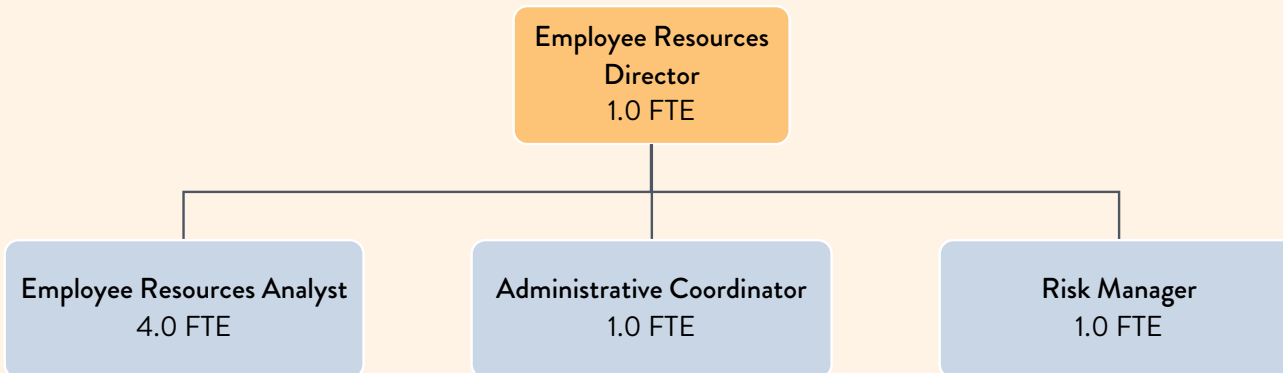 Employee Resources
Director
1.0 FTE
Employee Resources Analyst
4.0 FTE
Administrative Coordinator
1.0 FTE
Risk Manager
1.0 FTE